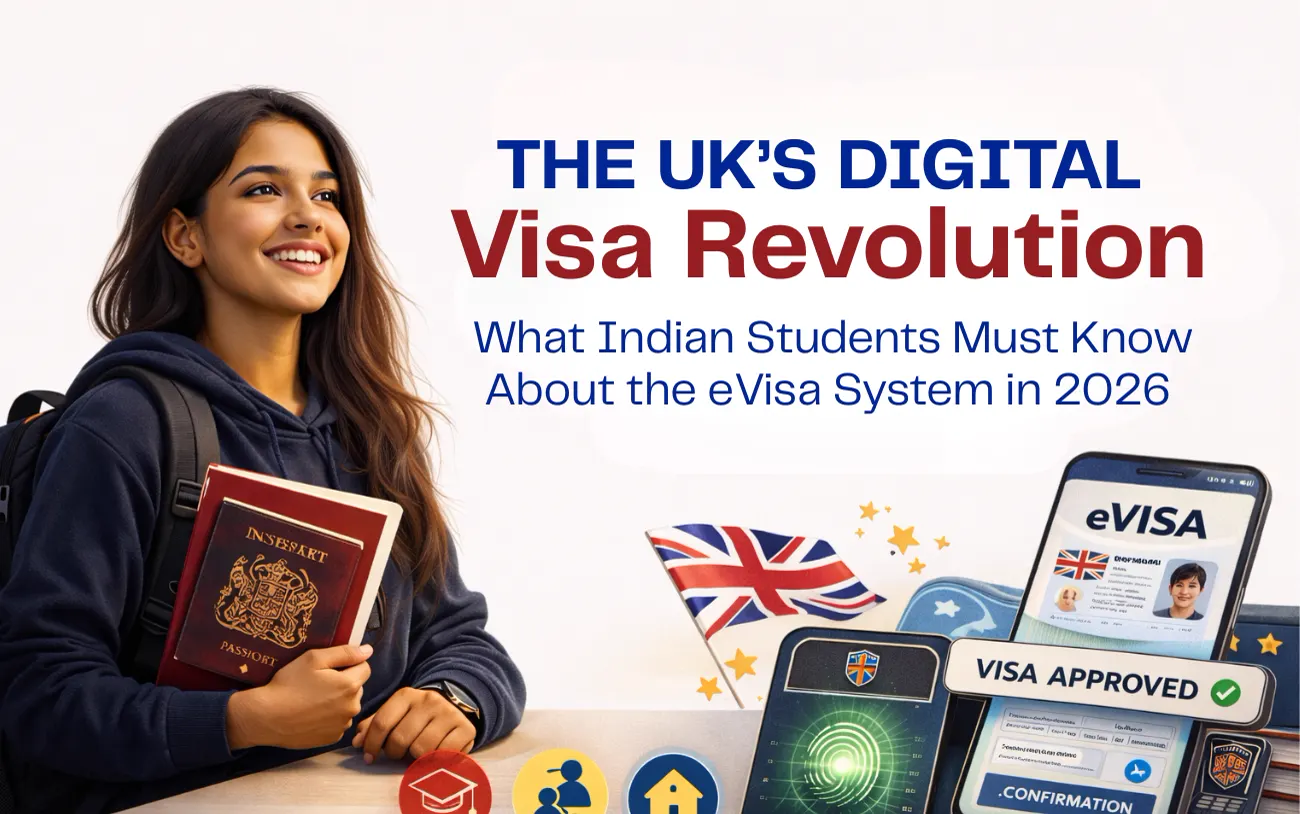 THE UK'S DIGITAL
Visa Revolution
What Indian Students Must Know
About the eVisa System in 2026
eVISA
VISA APPROVED
PASSIORT
.CONFIRMATION